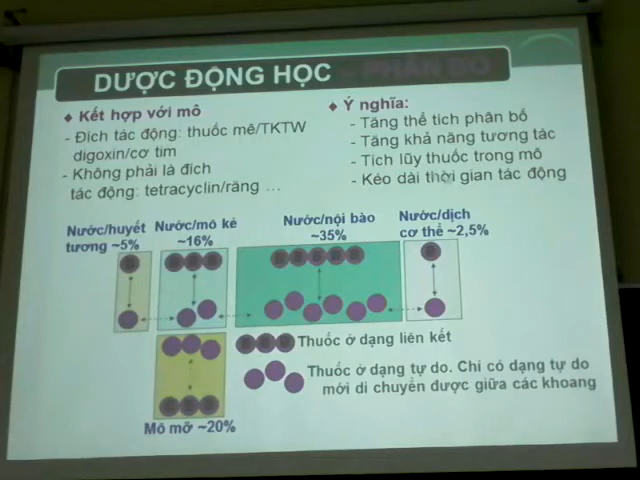 DƯỢC ĐỘNG HỌC - PHÂN BỐ
♦ Kết hợp với mô
- Đích tác động: thuốc mê/TKTW
digoxin/cơ tim
- Không phải là đích
tác động: tetracyclin/răng ...
♦ Ý nghĩa:
- Tăng thể tích phân bố
- Tăng khả năng tương tác
- Tích lũy thuốc trong mô
- Kéo dài thời gian tác động
Nước/huyết
tương ~5%
Nước/mô kẽ
~16%
Nước/nội bào
~35%
Nước/dịch
cơ thể ~2,5%
Thuốc ở dạng liên kết
Thuốc ở dạng tự do. Chỉ có dạng tự do
mới di chuyển được giữa các khoang
Mô mỡ ~20%